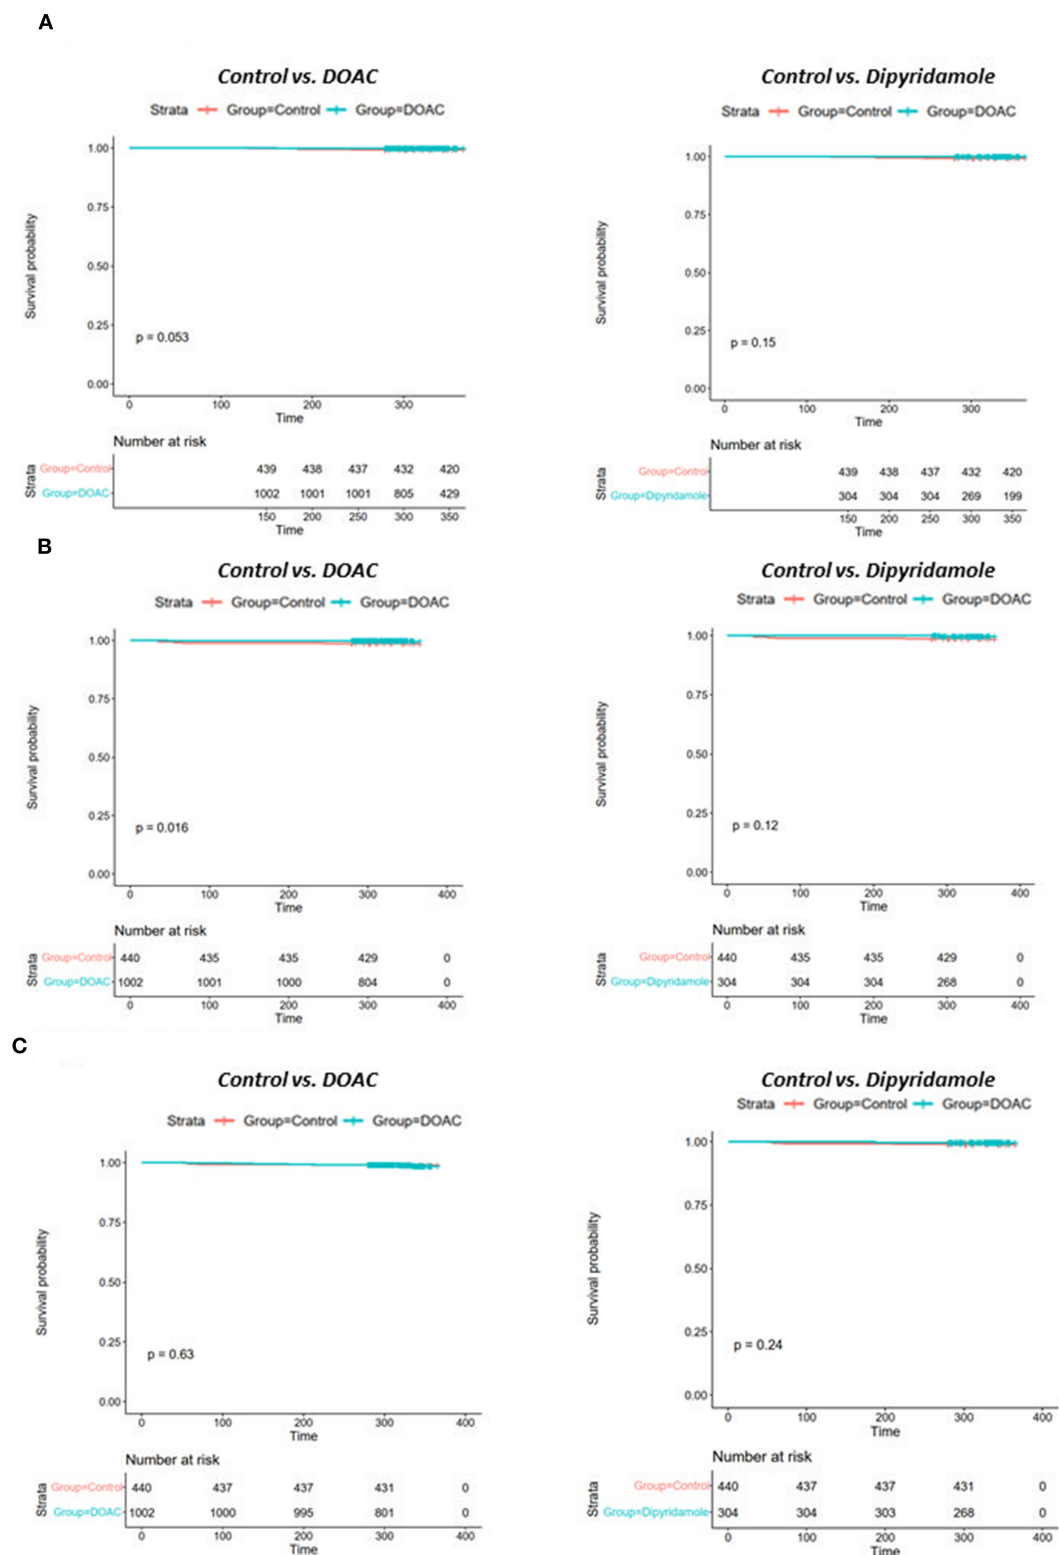 A
Control vs. DOAC
Strata Group=Control Group=DOAC
Survival probability
1.00
0.75
0.50
0.25
0.00
p = 0.053
0 100 200 300
Time
Number at risk
Strata
Group=Control 439 438 437 432 420
Group=DOAC 1002 1001 1001 805 429
150 200 250 300 350
Time
Control vs. Dipyridamole
Strata Group=Control Group=DOAC
Survival probability
1.00
0.75
0.50
0.25
0.00
p = 0.15
0 100 200 300
Time
Number at risk
Strata
Group=Control 439 438 437 432 420
Group=Dipyridamole 304 304 304 269 199
150 200 250 300 350
Time
B
Control vs. DOAC
Strata Group=Control Group=DOAC
Survival probability
1.00
0.75
0.50
0.25
0.00
p = 0.016
0 100 200 300 400
Time
Number at risk
Strata
Group=Control 440 435 435 429 0
Group=DOAC 1002 1001 1000 804 0
0 100 200 300 400
Time
Control vs. Dipyridamole
Strata Group=Control Group=DOAC
Survival probability
1.00
0.75
0.50
0.25
0.00
p = 0.12
0 100 200 300 400
Time
Number at risk
Strata
Group=Control 440 435 435 429 0
Group=Dipyridamole 304 304 304 268 0
0 100 200 300 400
Time
C
Control vs. DOAC
Strata Group=Control Group=DOAC
Survival probability
1.00
0.75
0.50
0.25
0.00
p = 0.63
0 100 200 300 400
Time
Number at risk
Strata
Group=Control 440 437 437 431 0
Group=DOAC 1002 1000 995 801 0
0 100 200 300 400
Time
Control vs. Dipyridamole
Strata Group=Control Group=DOAC
Survival probability
1.00
0.75
0.50
0.25
0.00
p = 0.24
0 100 200 300 400
Time
Number at risk
Strata
Group=Control 440 437 437 431 0
Group=Dipyridamole 304 304 303 268 0
0 100 200 300 400
Time